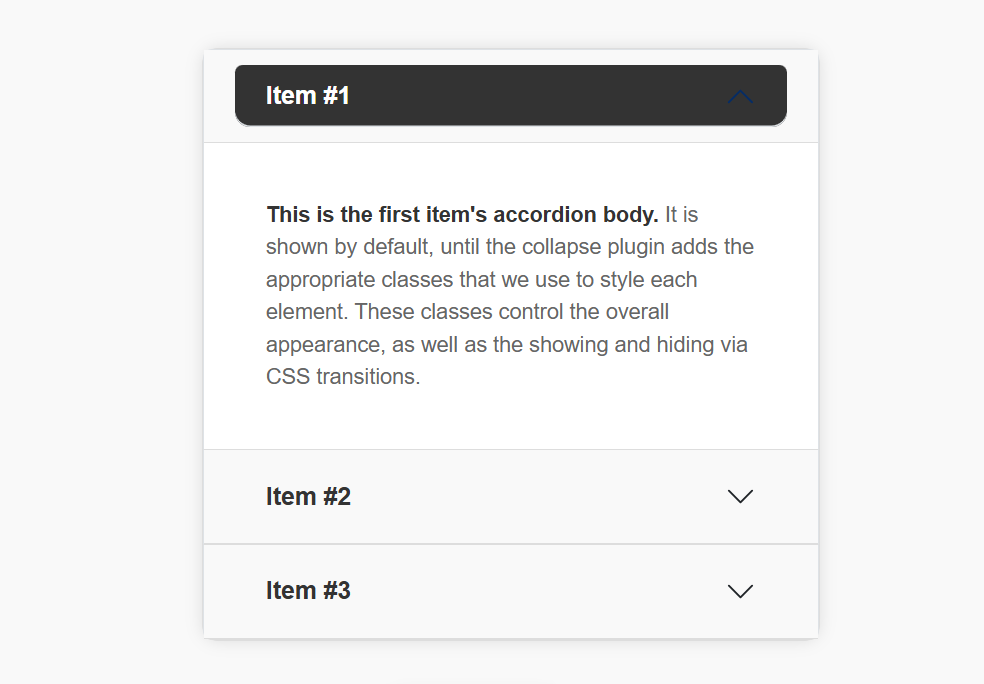 Item #1
This is the first item's accordion body. It is
shown by default, until the collapse plugin adds the
appropriate classes that we use to style each
element. These classes control the overall
appearance, as well as the showing and hiding via
CSS transitions.
Item #2
Item #3